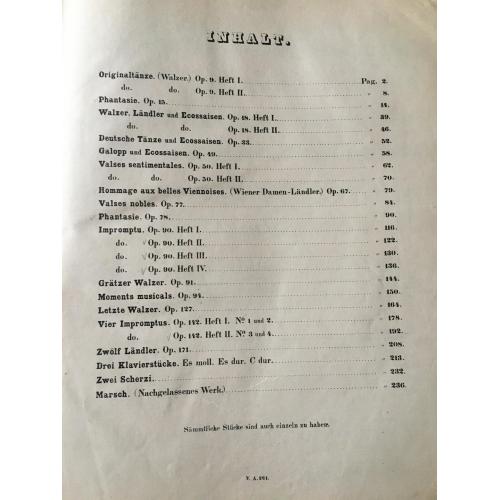 INHALT.
Originaltänze. (Walzer.) Op. 9. Heft I. Pag. 2.
do. do. Op. 9. Heft II. " 8.
Phantasie. Op. 15. " 14.
Walzer, Ländler und Ecossaisen. Op. 18. Heft I. " 39.
do. do. Op. 18. Heft II. " 46.
Deutsche Tänze und Ecossaisen. Op. 33. " 52.
Galopp und Ecossaisen. Op. 49. " 58.
Valses sentimentales. Op. 50. Heft I. " 62.
do. do. Op. 50. Heft II. " 70.
Hommage aux belles Viennoises. (Wiener Damen-Ländler.) Op. 67. " 79.
Valses nobles. Op. 77. " 84.
Phantasie. Op. 78. " 90.
Impromptu. Op. 90. Heft I. " 116.
do. Op. 90. Heft II. " 122.
do. Op. 90. Heft III. " 130.
do. Op. 90. Heft IV. " 136.
Grätzer Walzer. Op. 91. " 144.
Moments musicals. Op. 94. " 150.
Letzte Walzer. Op. 127. " 164.
Vier Impromptus. Op. 142. Heft I. No. 1 und 2. " 178.
do. Op. 142. Heft II. No. 3 und 4. " 192.
Zwölf Ländler. Op. 171. " 208.
Drei Klavierstücke. Es moll. Es dur. C dur. " 213.
Zwei Scherzi. " 232.
Marsch. (Nachgelassenes Werk.) " 236.
Sämmtliche Stücke sind auch einzeln zu haben.
V. A. 261.